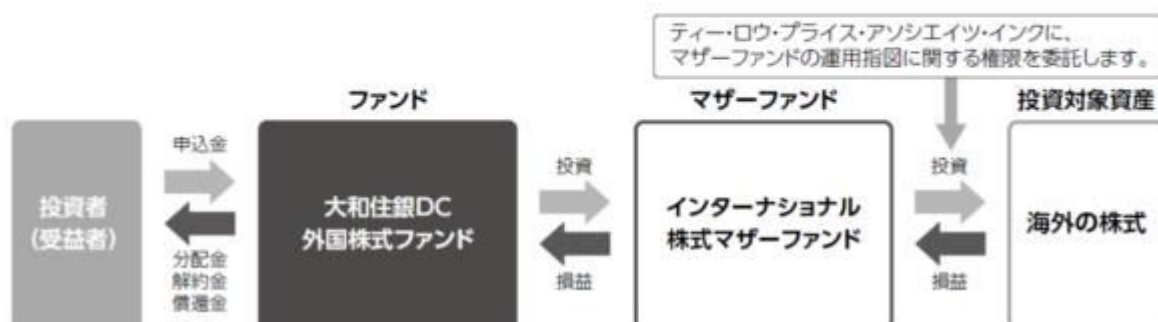 ティー・ロウ・プライス・アソシエイツ・インクに、
マザーファンドの運用指図に関する権限を委託します。
ファンド
マザーファンド
投資対象資産
投資者
(受益者)
申込金
分配金
解約金
償還金
大和住銀DC
外国株式ファンド
投資
損益
インターナショナル
株式マザーファンド
投資
損益
海外の株式